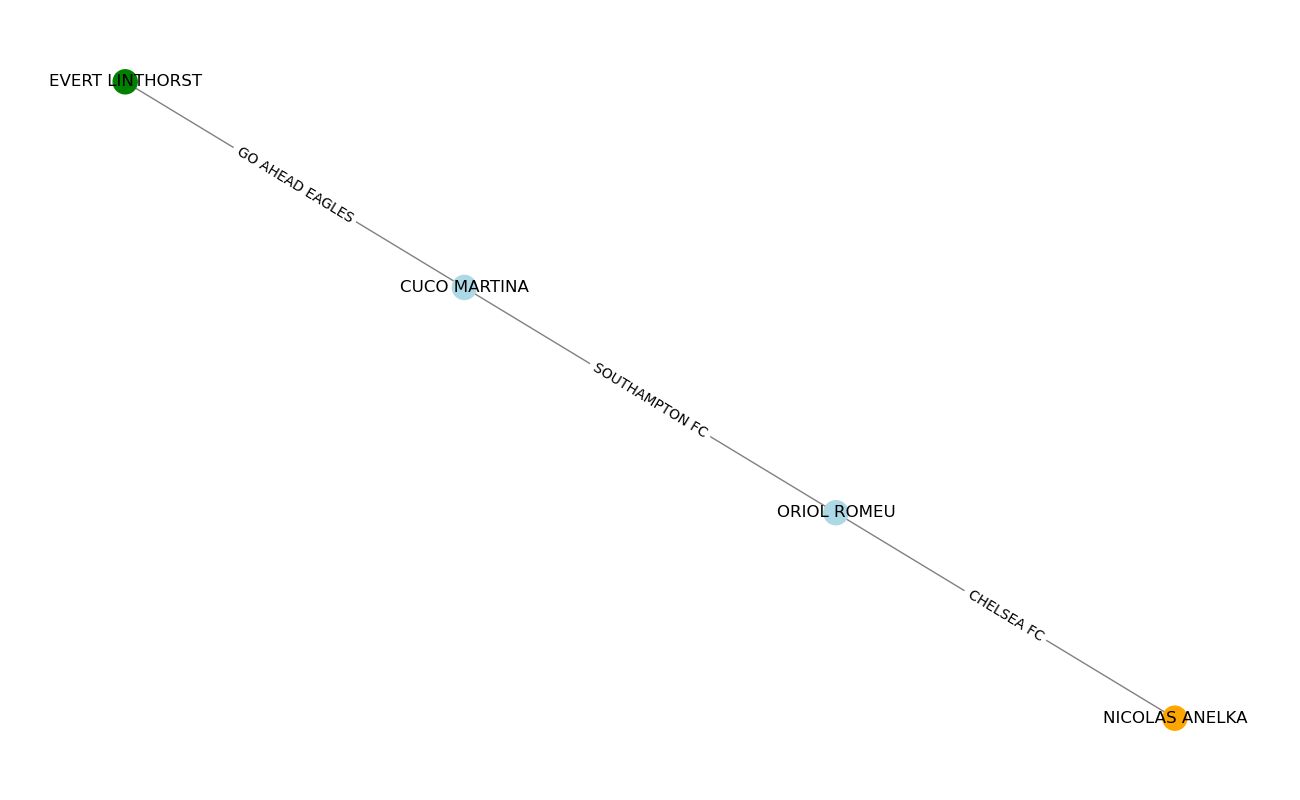 EVERT LINTHORST
GO AHEAD EAGLES
CUCO MARTINA
SOUTHAMPTON FC
ORIOL ROMEU
CHELSEA FC
NICOLAS ANELKA